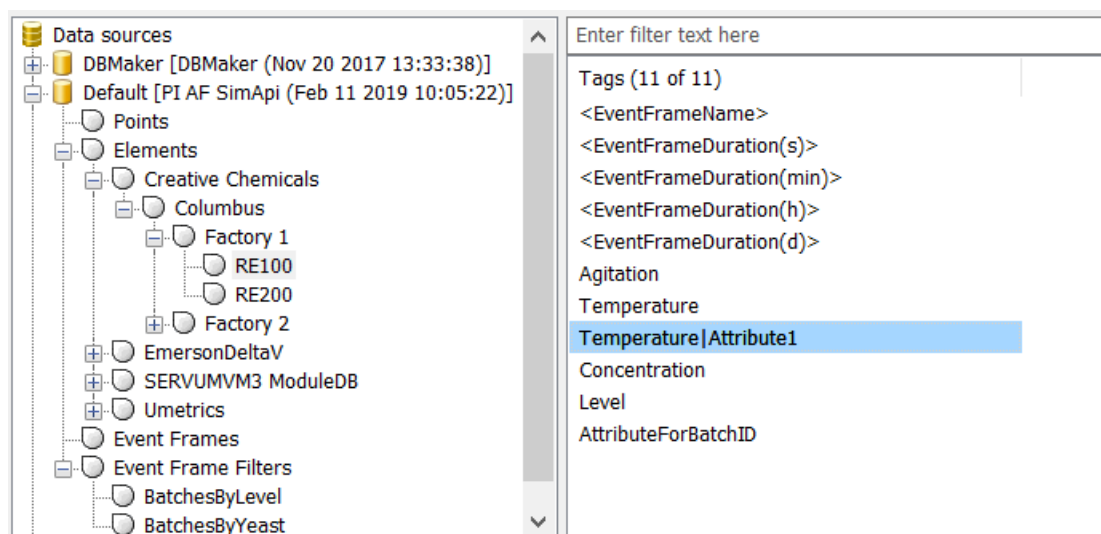 Data sources
DBMaker [DBMaker (Nov 20 2017 13:33:38)]
Default [PI AF SimApi (Feb 11 2019 10:05:22)]
Points
Elements
Creative Chemicals
Columbus
Factory 1
RE100
RE200
Factory 2
EmersonDeltaV
SERVUMVM3 ModuleDB
Umetrics
Event Frames
Event Frame Filters
BatchesByLevel
BatchesByYeast
Enter filter text here
Tags (11 of 11)
<EventFrameName>
<EventFrameDuration(s)>
<EventFrameDuration(min)>
<EventFrameDuration(h)>
<EventFrameDuration(d)>
Agitation
Temperature
Temperature|Attribute1
Concentration
Level
AttributeForBatchID